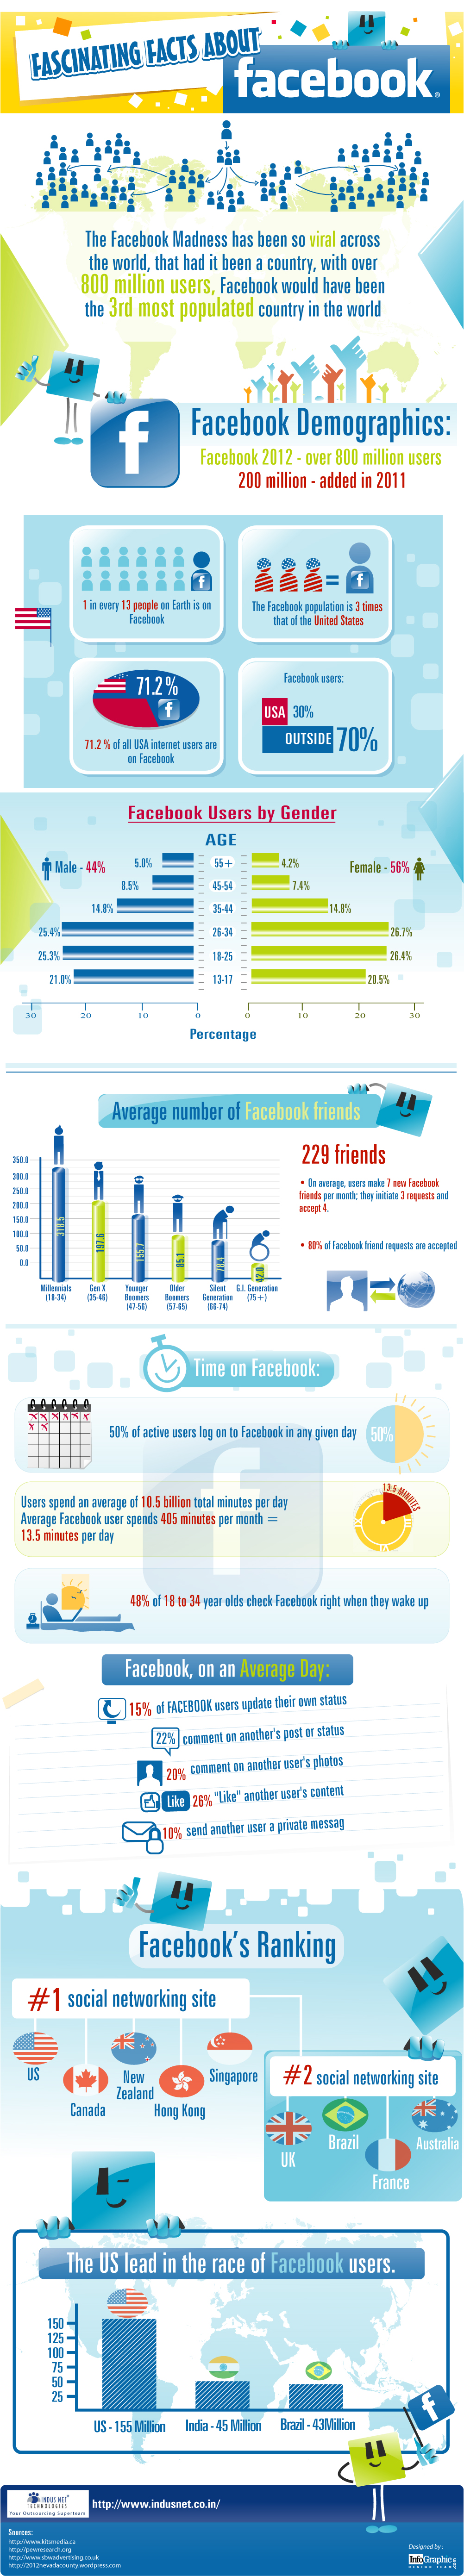 FASCINATING FACTS ABOUT
facebook®
The Facebook Madness has been so viral across
the world, that had it been a country, with over
800 million users, Facebook would have been
the 3rd most populated country in the world
f
Facebook Demographics:
Facebook 2012 - over 800 million users
200 million - added in 2011
1 in every 13 people on Earth is on
Facebook
The Facebook population is 3 times
that of the United States
71.2 %
71.2 % of all USA internet users are
on Facebook
Facebook users:
USA 30%
OUTSIDE 70%
Facebook Users by Gender
AGE
Male - 44%
Female - 56%
5.0% 55+ 4.2%
8.5% 45-54 7.4%
14.8% 35-44 14.8%
25.4% 26-34 26.7%
25.3% 18-25 26.4%
21.0% 13-17 20.5%
30 20 10 0 0 10 20 30
Percentage
Average number of Facebook friends
229 friends
• On average, users make 7 new Facebook
friends per month; they initiate 3 requests and
accept 4.
• 80% of Facebook friend requests are accepted
350.0
300.0
250.0
200.0
150.0
100.0
50.0
0.0
318.5
197.6
155.7
85.1
78.4
42.0
Millennials
(18-34)
Gen X
(35-46)
Younger
Boomers
(47-56)
Older
Boomers
(57-65)
Silent
Generation
(66-74)
G.I. Generation
(75+)
Time on Facebook:
50% of active users log on to Facebook in any given day
50%
Users spend an average of 10.5 billion total minutes per day
Average Facebook user spends 405 minutes per month =
13.5 minutes per day
13.5 MINUTES
48% of 18 to 34 year olds check Facebook right when they wake up
Facebook, on an Average Day:
15% of FACEBOOK users update their own status
22% comment on another's post or status
20% comment on another user's photos
Like 26% "Like" another user's content
10% send another user a private messag
Facebook's Ranking
#1 social networking site
US
Canada
New
Zealand
Hong Kong
Singapore
#2 social networking site
UK
Brazil
France
Australia
The US lead in the race of Facebook users.
150
125
100
75
50
25
US - 155 Million
India - 45 Million
Brazil - 43Million
INDUS NET
TECHNOLOGIES
Your Outsourcing Superteam
http://www.indusnet.co.in/
Sources:
http://www.kitsmedia.ca
http://pewresearch.org
http://www.sbwadvertising.co.uk
http://2012nevadacounty.wordpress.com
Designed by :
InfoGraphic
DESIGN TEAM